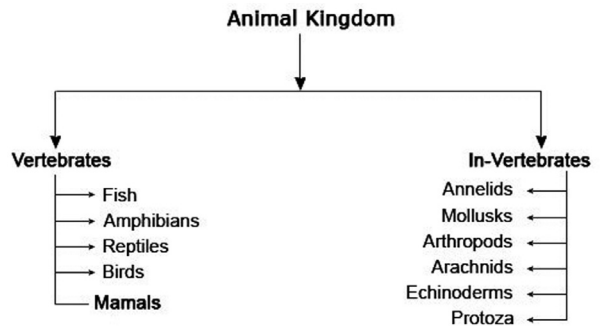 Animal Kingdom
Vertebrates
Fish
Amphibians
Reptiles
Birds
Mamals
In-Vertebrates
Annelids
Mollusks
Arthropods
Arachnids
Echinoderms
Protoza